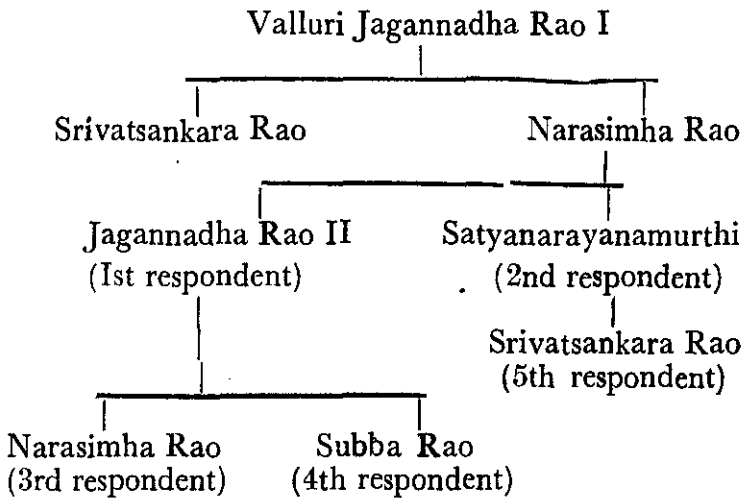 Valluri Jagannadha Rao I
Srivatsankara Rao Narasimha Rao
Jagannadha Rao II Satyanarayanamurthi
(Ist respondent) (2nd respondent)
Srivatsankara Rao
(5th respondent)
Narasimha Rao Subba Rao
(3rd respondent) (4th respondent)